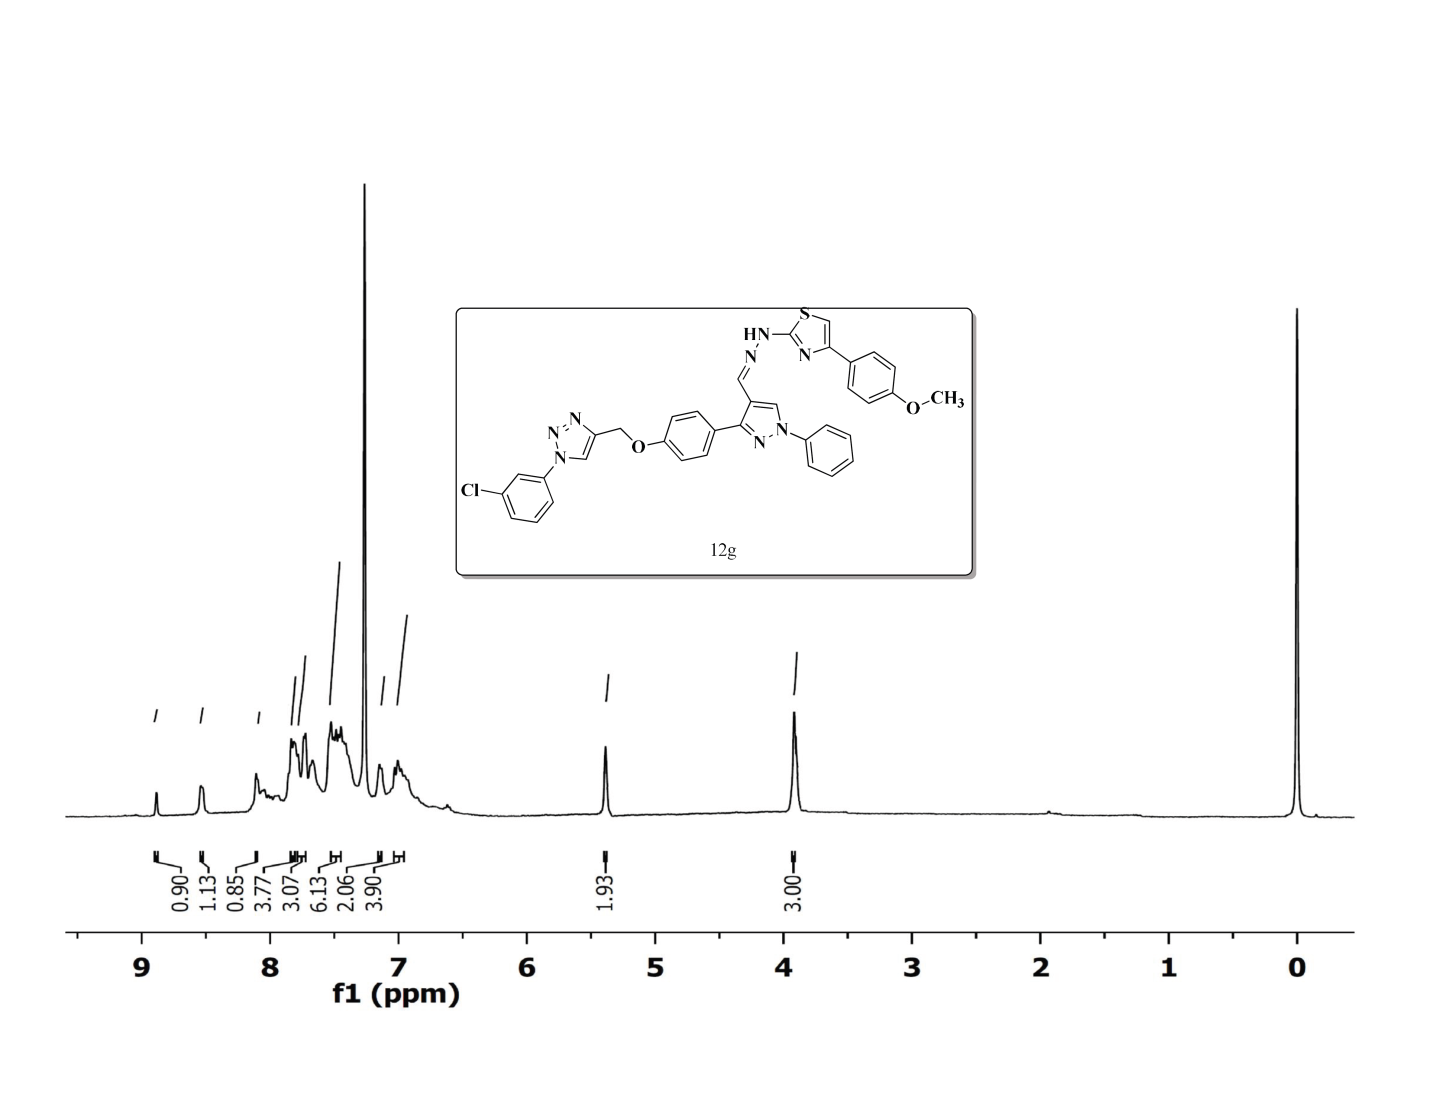 S
HN
N
N
O
CH3
N
N
N
N
N
O
N
Cl
12g
0.90
1.13
0.85
3.77
3.07
6.13
2.06
3.90
1.93
3.00
9 8 7 6 5 4 3 2 1 0
f1 (ppm)